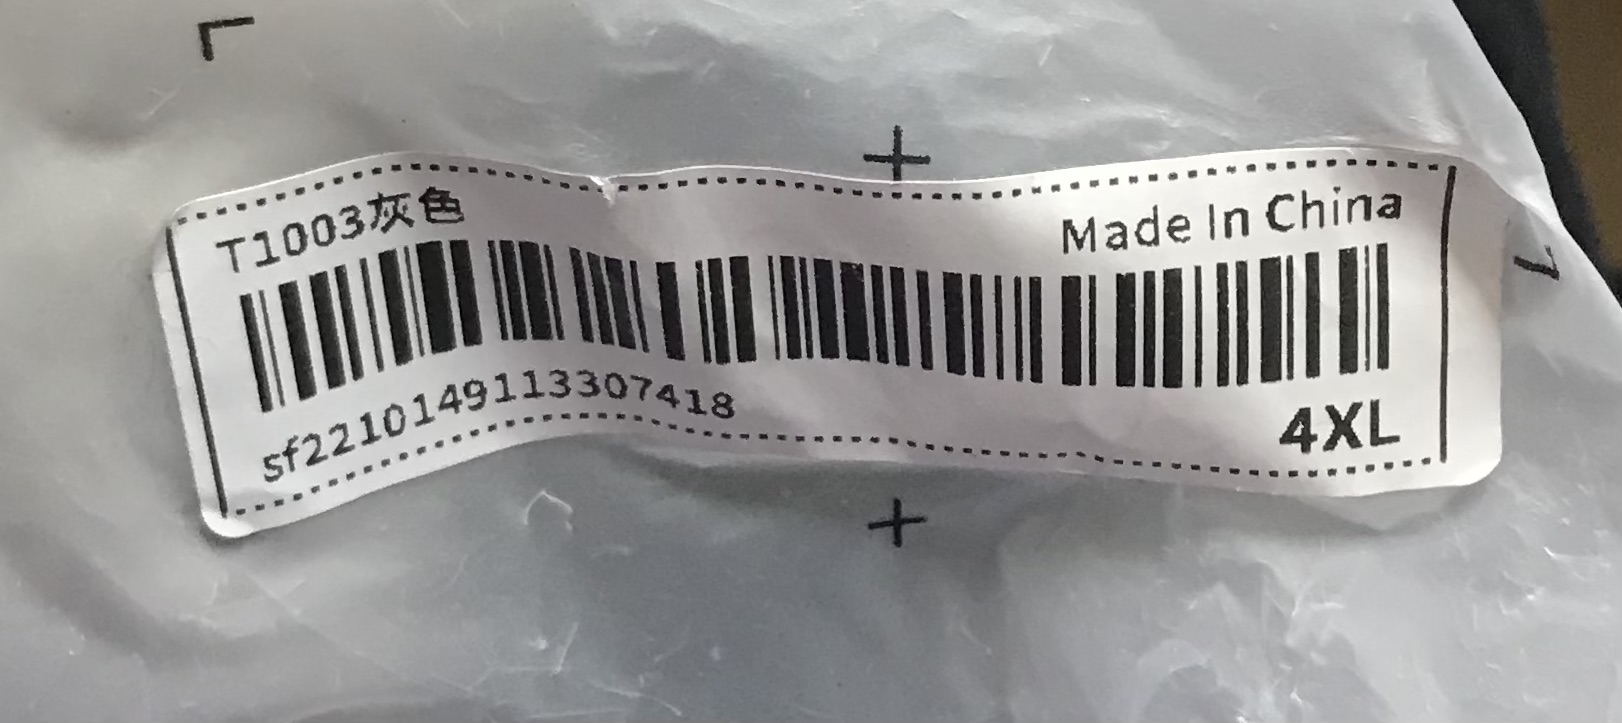 T1003灰色
Made In China
sf2210149113307418
4XL